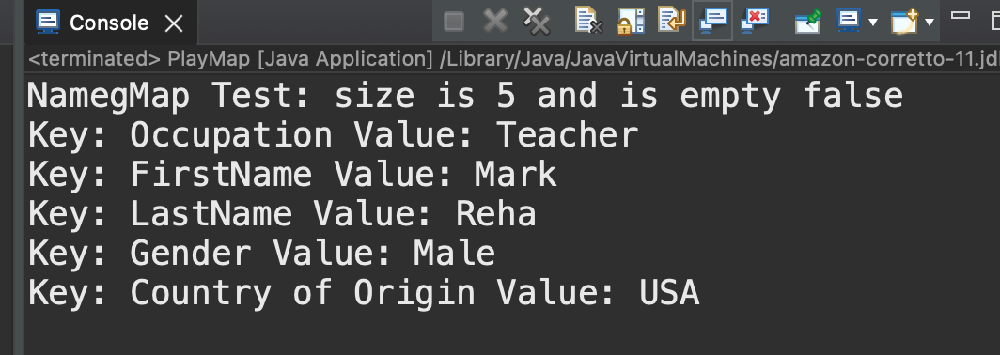 Console
<terminated> PlayMap [Java Application] /Library/Java/JavaVirtualMachines/amazon-corretto-11.jd
NamegMap Test: size is 5 and is empty false
Key: Occupation Value: Teacher
Key: FirstName Value: Mark
Key: LastName Value: Reha
Key: Gender Value: Male
Key: Country of Origin Value: USA